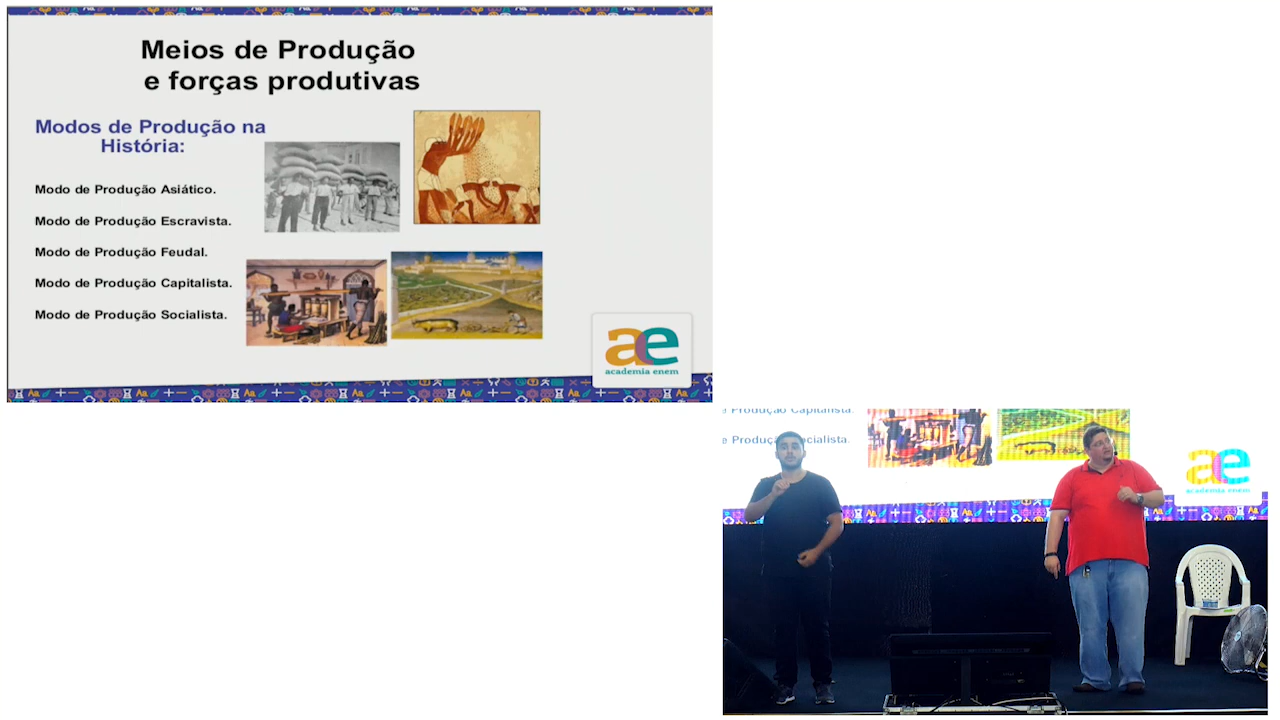 Meios de Produção
e forças produtivas
Modos de Produção na
História:
Modo de Produção Asiático.
Modo de Produção Escravista.
Modo de Produção Feudal.
Modo de Produção Capitalista.
Modo de Produção Socialista.
ae
academia enem
e Produção Capitalista.
e Produçã ocialista.
ae
academia enem